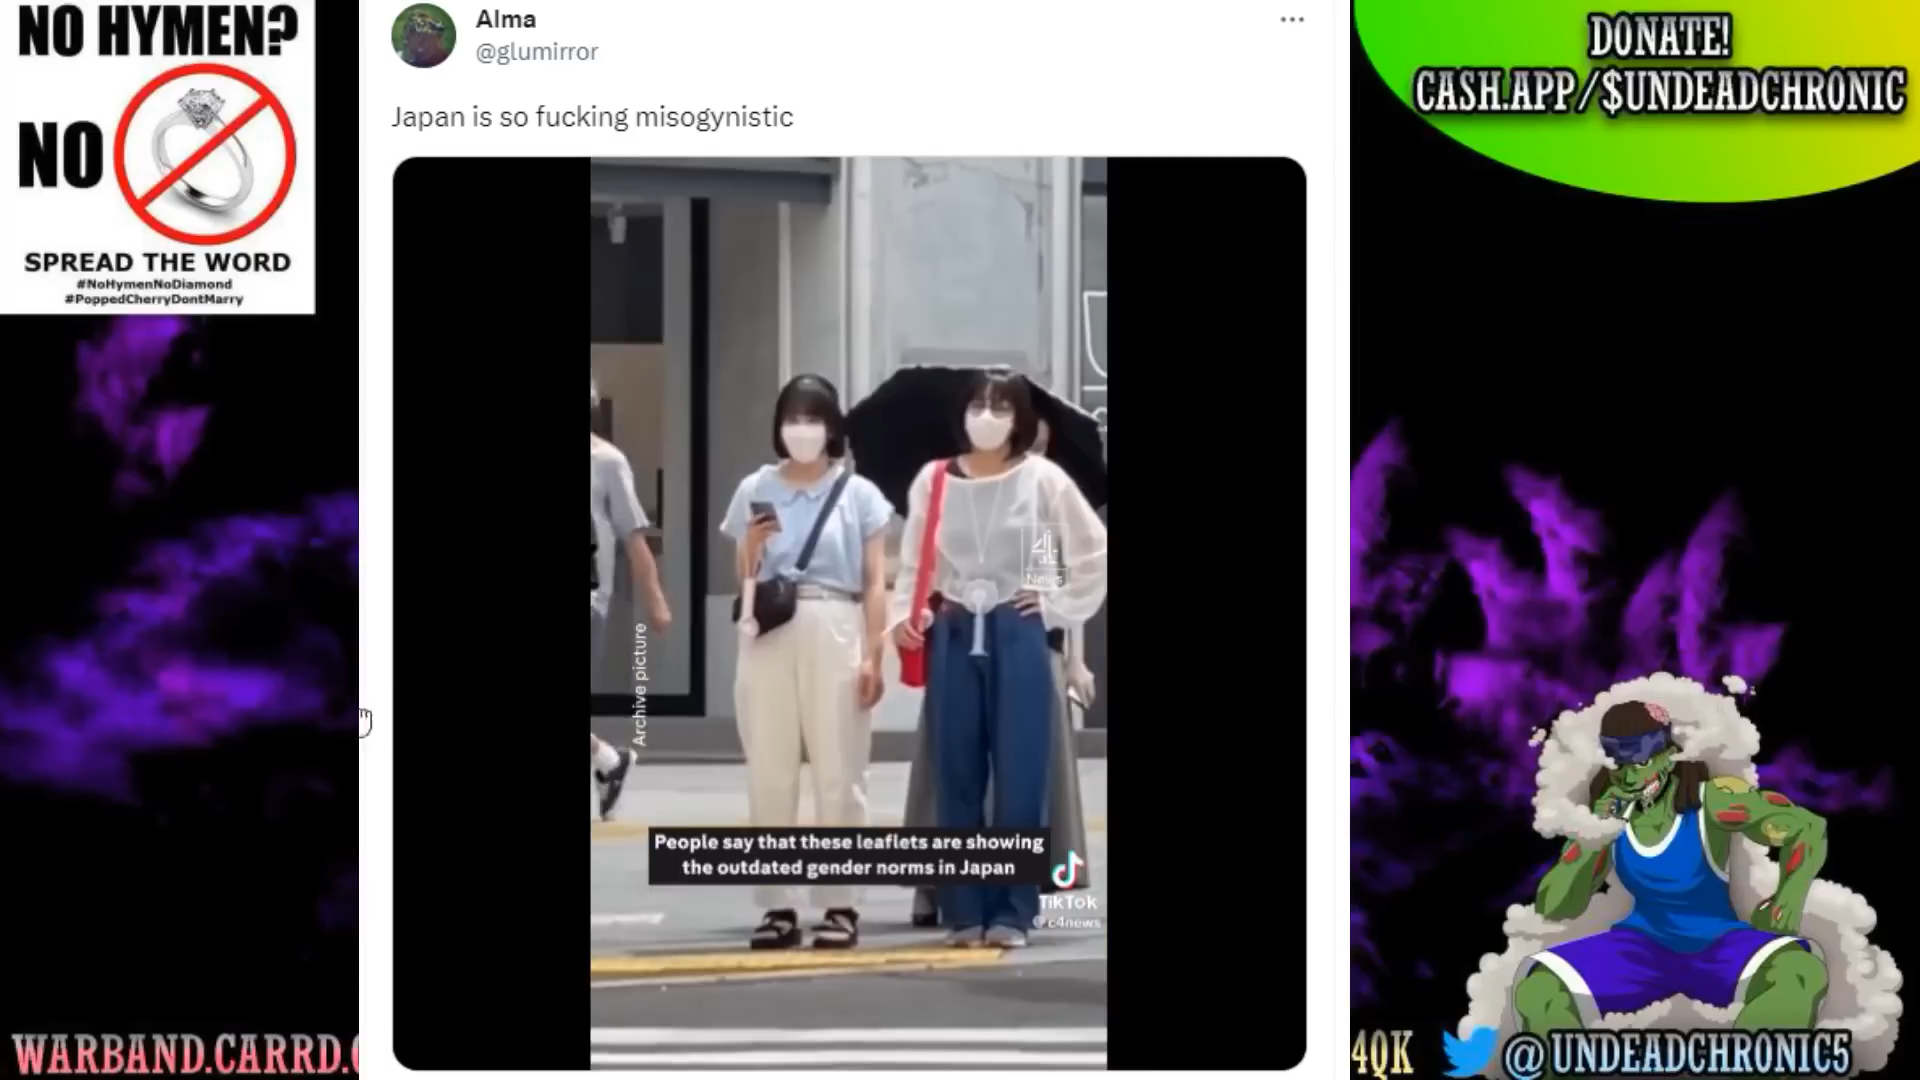 NO HYMEN?
NO
SPREAD THE WORD
#NoHymenNoDiamond
#PoppedCherryDontMarry
WARBAND.CARRD.
Alma
@glumirror
Japan is so fucking misogynistic
4
News
Archive picture
People say that these leaflets are showing
the outdated gender norms in Japan
TikTok
@c4news
DONATE!
CASH.APP/$UNDEADCHRONIC
4QK
@UNDEADCHRONIC5